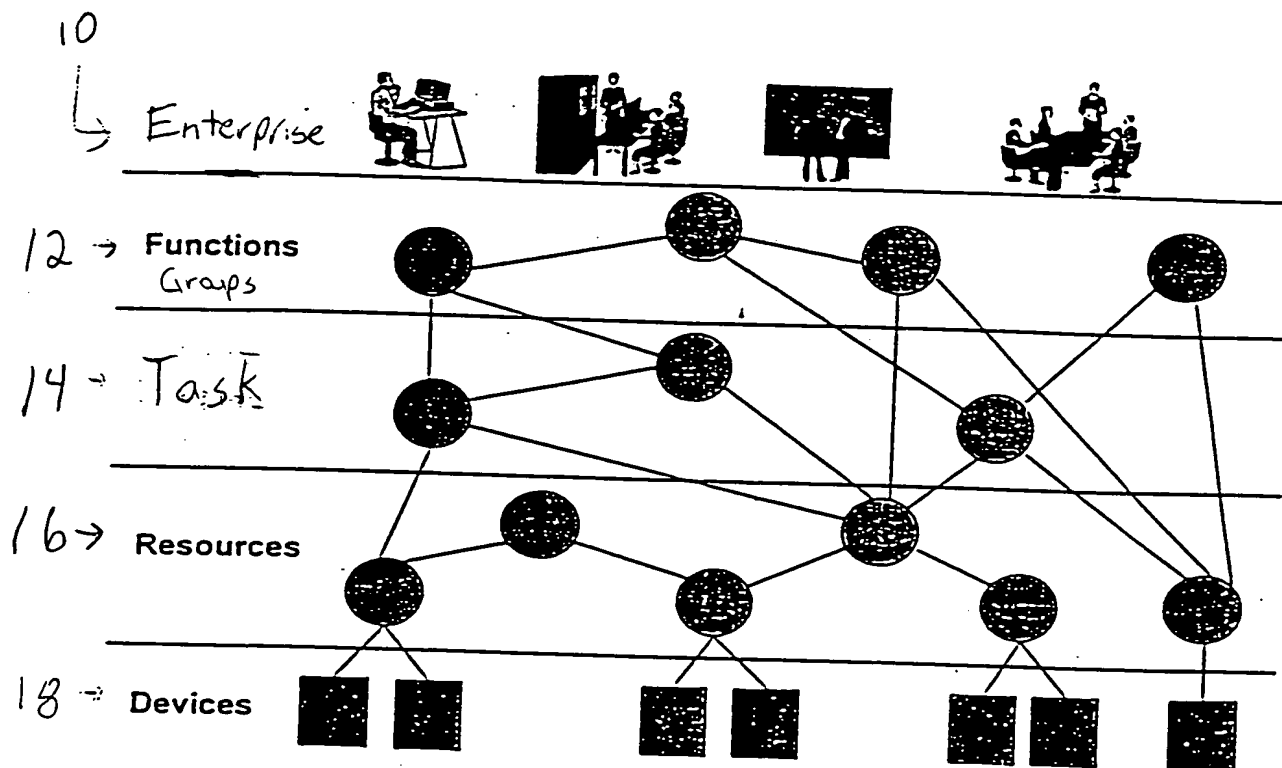 10
Enterprise
12 → Functions
Groups
14 → Task
16 → Resources
18 → Devices